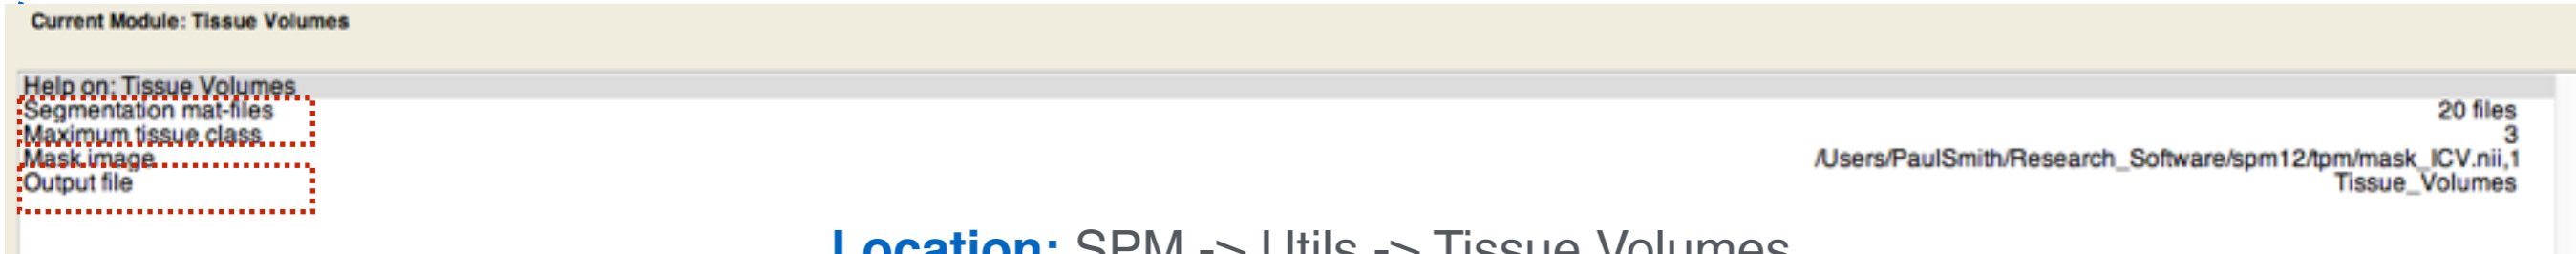 Current Module: Tissue Volumes
Help on: Tissue Volumes
Segmentation mat-files 20 files
Maximum tissue class 3
Mask image /Users/PaulSmith/Research_Software/spm12/tpm/mask_ICV.nii,1
Output file Tissue_Volumes
Location: SPM -> Utils -> Tissue Volumes